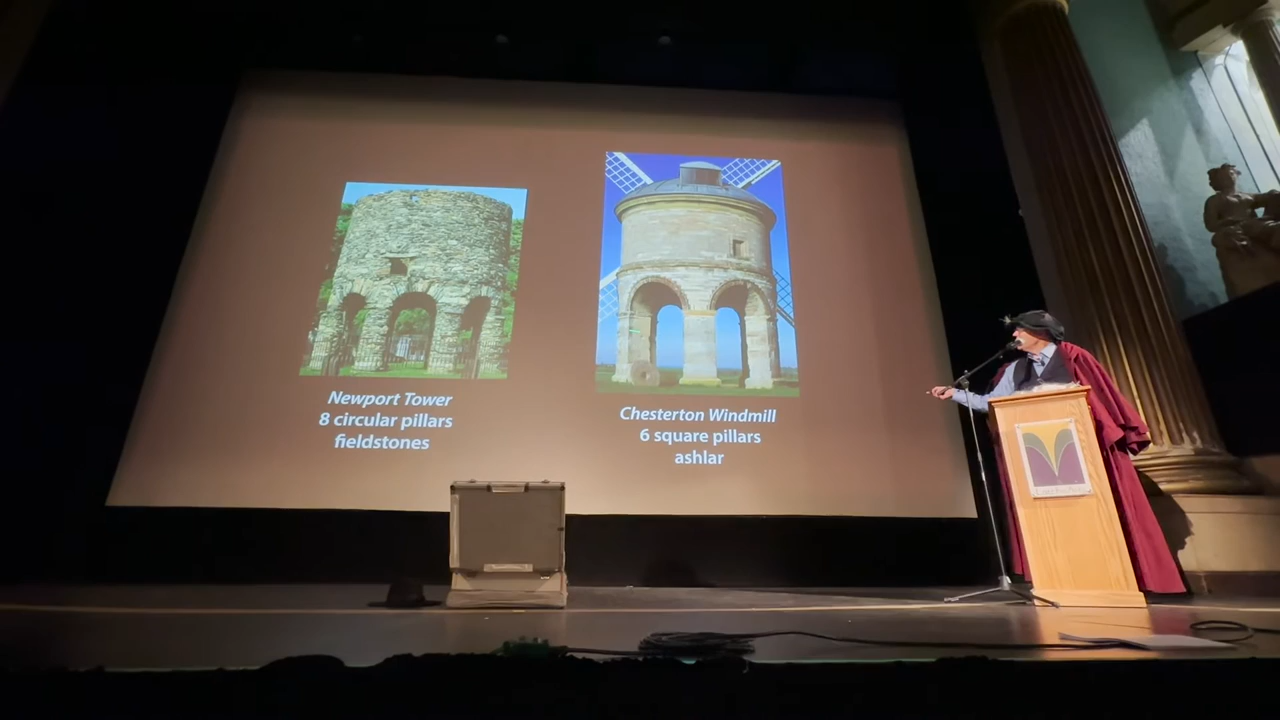 Newport Tower
8 circular pillars
fieldstones
Chesterton Windmill
6 square pillars
ashlar